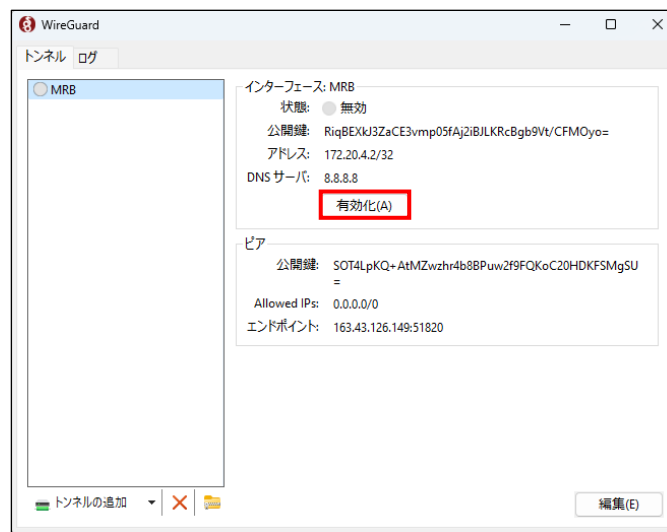 WireGuard
トンネル ログ
MRB
インターフェース: MRB
状態: 無効
公開鍵: RiqBEXkJ3ZaCE3vmp05fAj2iBJLKRcBgb9Vt/CFMOyo=
アドレス: 172.20.4.2/32
DNS サーバ: 8.8.8.8
有効化(A)
ピア
公開鍵: SOT4LpKQ+AtMZwzhr4b8BPuw2f9FQKoC20HDKFSMgSU
=
Allowed IPs: 0.0.0.0/0
エンドポイント: 163.43.126.149:51820
トンネルの追加
編集(E)